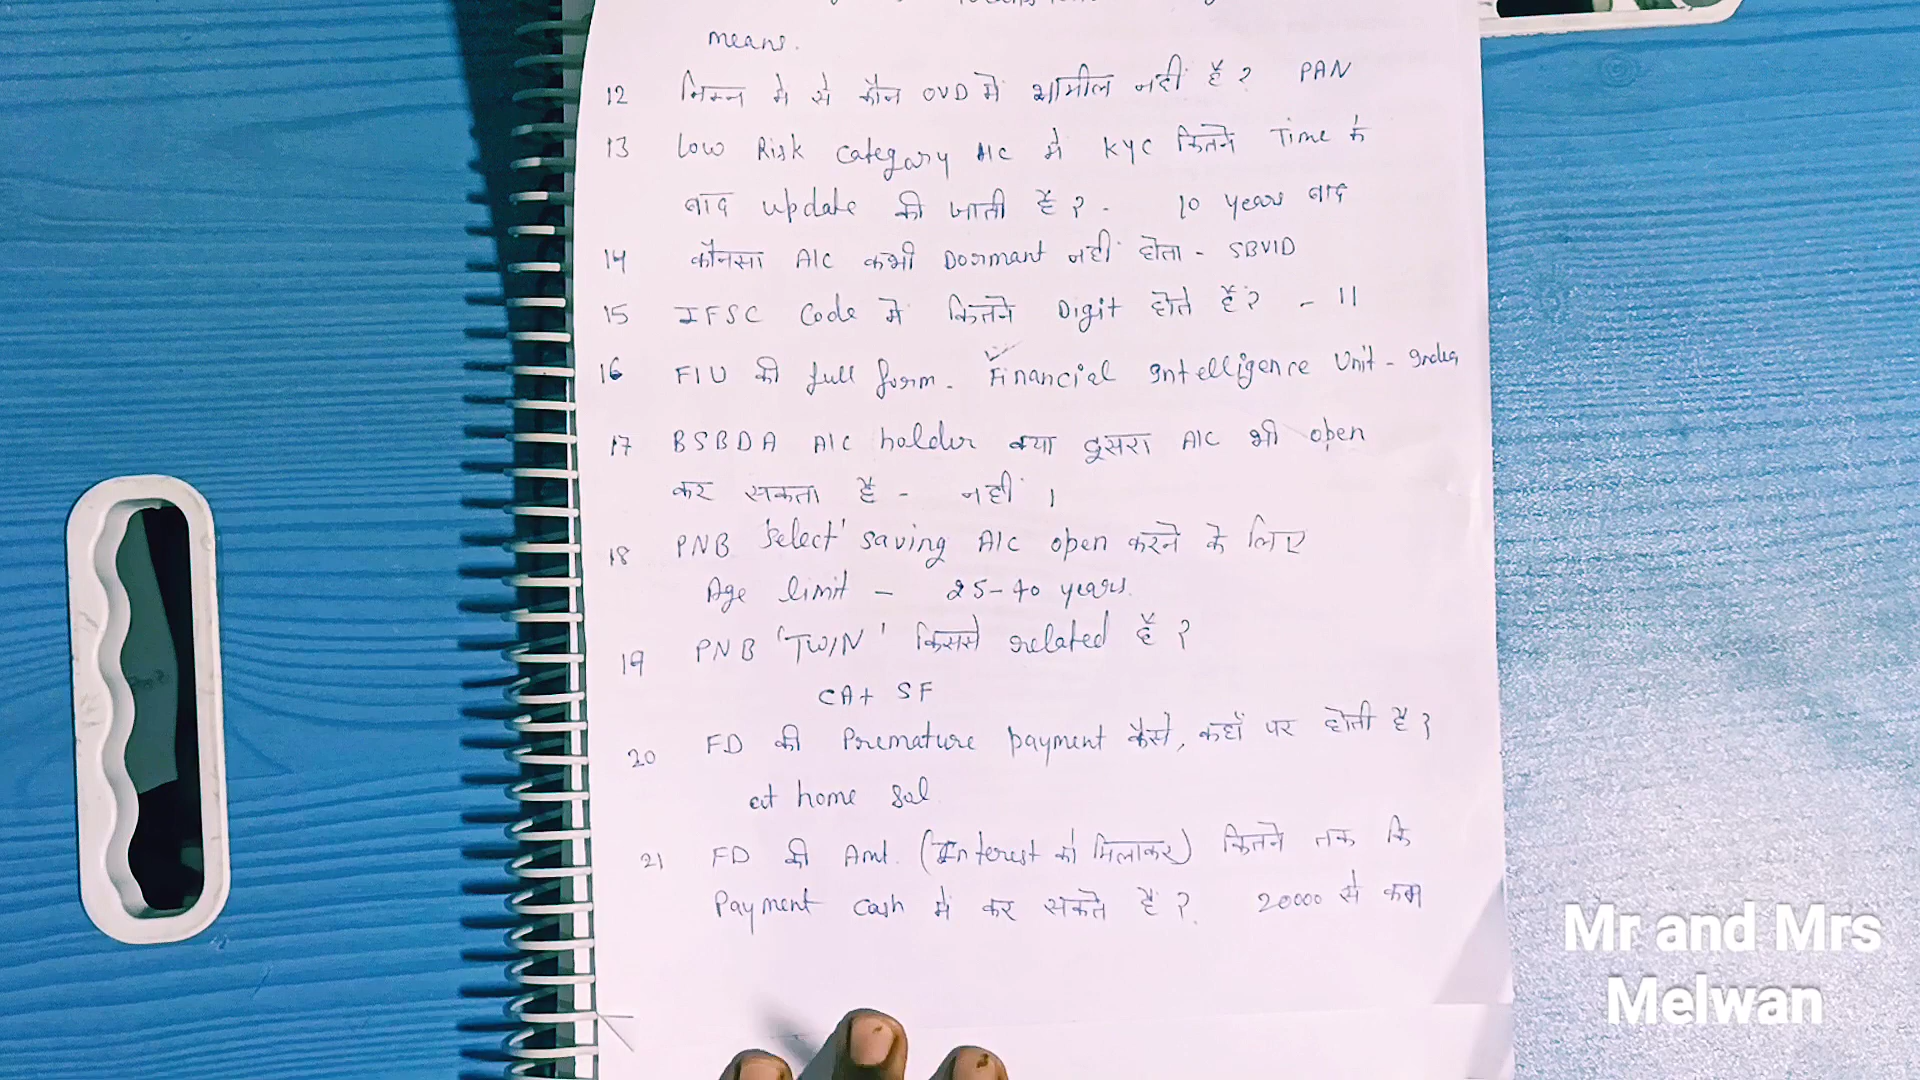 means.
12 निम्न मे से कौन OVD में शामील नहीं है ? PAN
13 Low Risk Category A/C में KYC कितने Time के
बाद update की जाती है ? - 10 years बाद
14 कौनसा A/C कभी Dormant नहीं होता - SBVID
15 IFSC Code में कितने Digit होते हैं ? - 11
16 FIU की full form - Financial Intelligence Unit - India
17 BSBDA A/C holder क्या दूसरा A/C भी open
कर सकता है - नहीं ।
18 PNB 'Select' Saving A/C open करने के लिए
Age limit - 25-40 years.
19 PNB 'TWIN' किससे related है ?
CA + SF
20 FD की Premature payment कैसे, कहाँ पर होती है ?
at home Sol
21 FD की Amt. (Interest को मिलाकर) कितने तक कि
Payment Cash में कर सकते हैं ? 20000 से कम
Mr and Mrs
Melwan